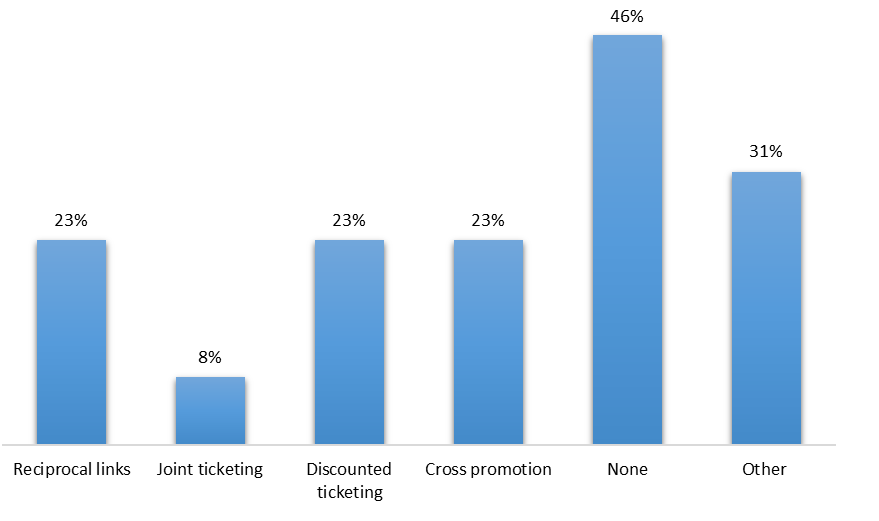 46%
31%
23%
23%
23%
8%
Reciprocal links
Joint ticketing
Discounted
ticketing
Cross promotion
None
Other